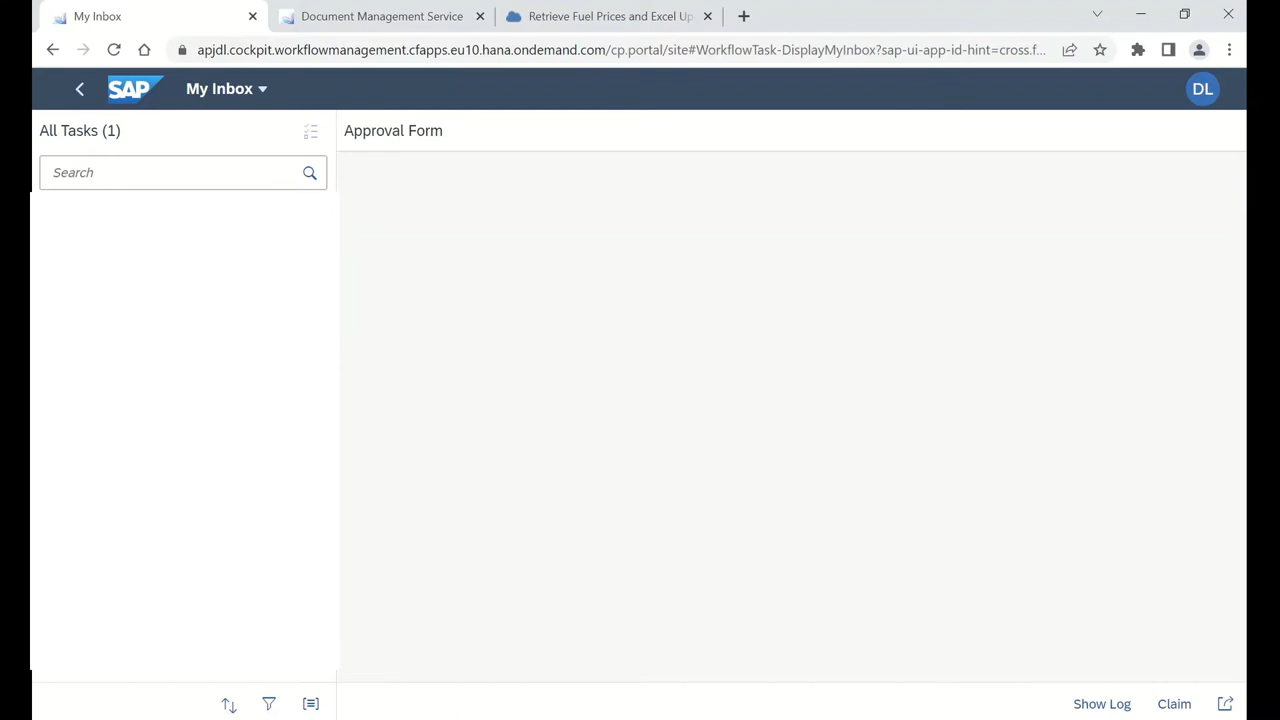 My Inbox
Document Management Service
Retrieve Fuel Prices and Excel Up
apjdl.cockpit.workflowmanagement.cfapps.eu10.hana.ondemand.com/cp.portal/site#WorkflowTask-DisplayMyInbox?sap-ui-app-id-hint=cross.f...
SAP
My Inbox
DL
All Tasks (1)
Approval Form
Search
Show Log
Claim